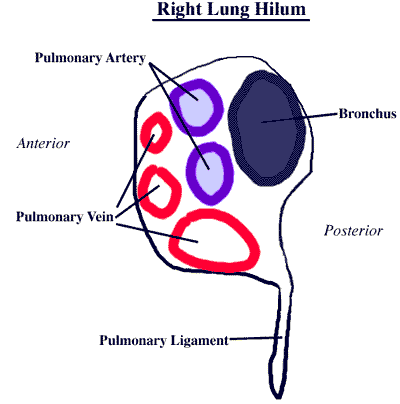 Right Lung Hilum
Pulmonary Artery
Bronchus
Anterior
Pulmonary Vein
Posterior
Pulmonary Ligament